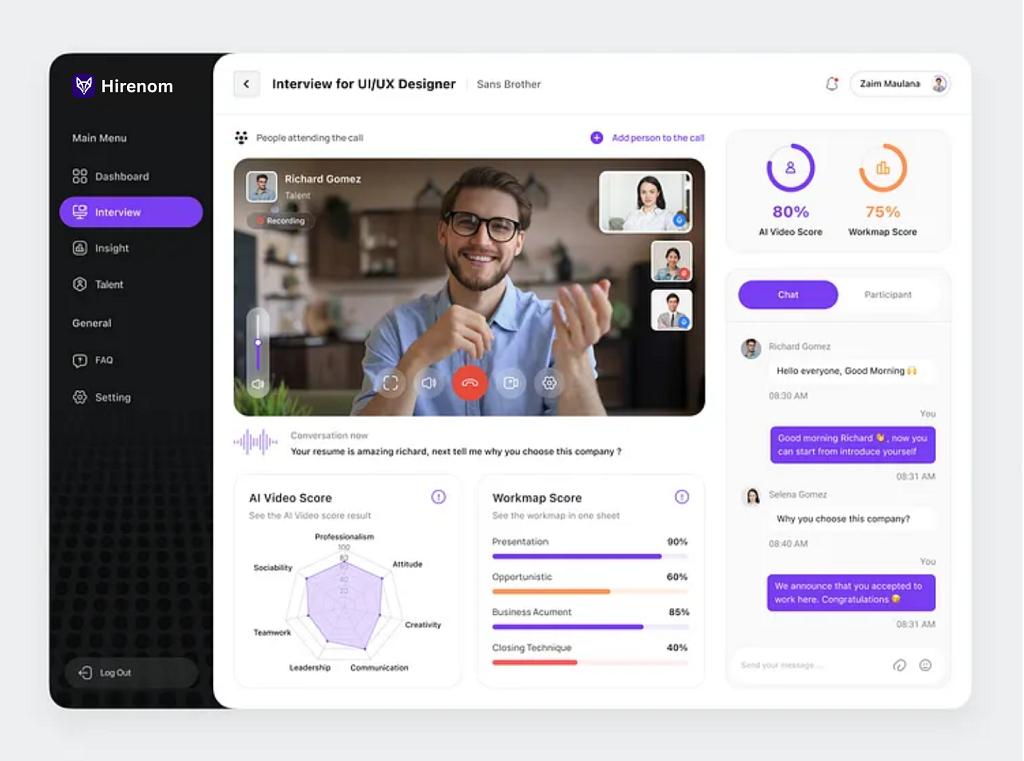 Hirenom
Main Menu
Dashboard
Interview
Insight
Talent
General
FAQ
Setting
Log Out
Interview for UI/UX Designer
Sans Brother
Zaim Maulana
People attending the call
Add person to the call
Richard Gomez
Talent
Recording
Conversation now
Your resume is amazing richard, next tell me why you choose this company ?
AI Video Score
See the AI Video score result
Professionalism
100
80
60
40
20
Attitude
Creativity
Communication
Leadership
Teamwork
Sociability
Workmap Score
See the workmap in one sheet
Presentation 90%
Opportunistic 60%
Business Acument 85%
Closing Technique 40%
80%
AI Video Score
75%
Workmap Score
Chat
Participant
Richard Gomez
Hello everyone, Good Morning 🙌
08:30 AM
You
Good morning Richard 👋 , now you
can start from introduce yourself
08:31 AM
Selena Gomez
Why you choose this company?
08:40 AM
You
We announce that you accepted to
work here. Congratulations
08:31 AM
Send your message....